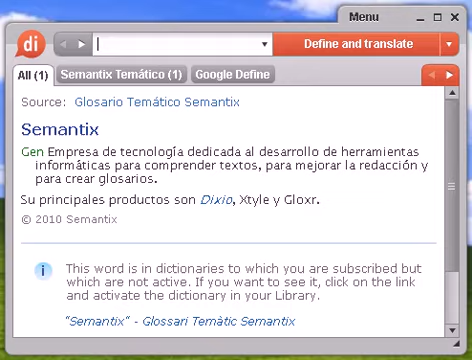 Menu
di
Define and translate
All (1) Semantix Temático (1) Google Define
Source: Glosario Temático Semantix
Semantix
Gen Empresa de tecnología dedicada al desarrollo de herramientas
informáticas para comprender textos, para mejorar la redacción y
para crear glosarios.
Su principales productos son Dixio, Xtyle y Gloxr.
© 2010 Semantix
i
This word is in dictionaries to which you are subscribed but
which are not active. If you want to see it, click on the link
and activate the dictionary in your Library.
"Semantix" - Glossari Temàtic Semantix